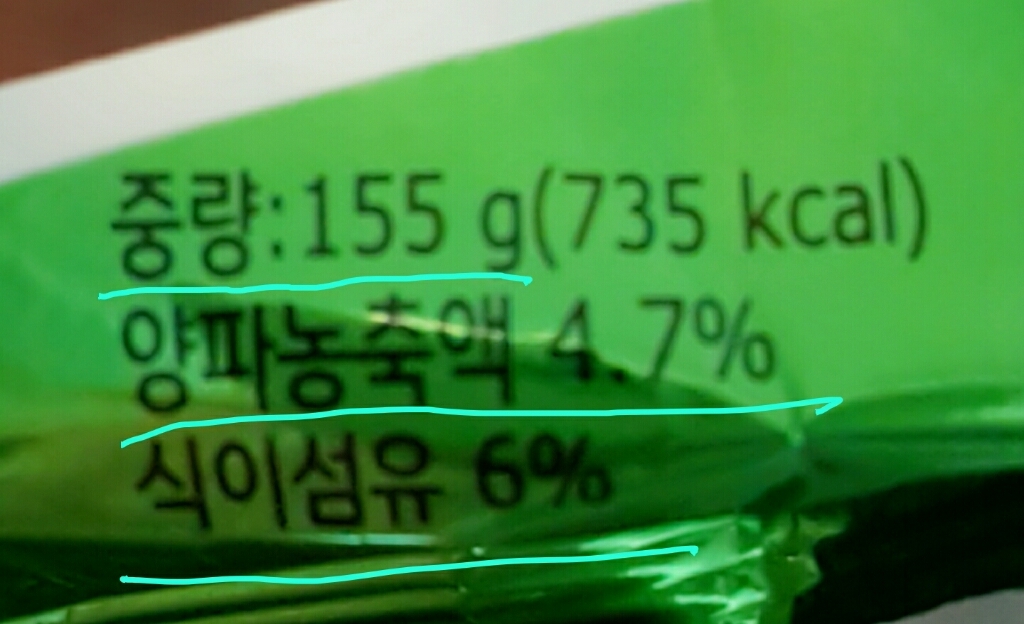 중량:155 g(735 kcal)
양파농축액 4.7%
식이섬유 6%